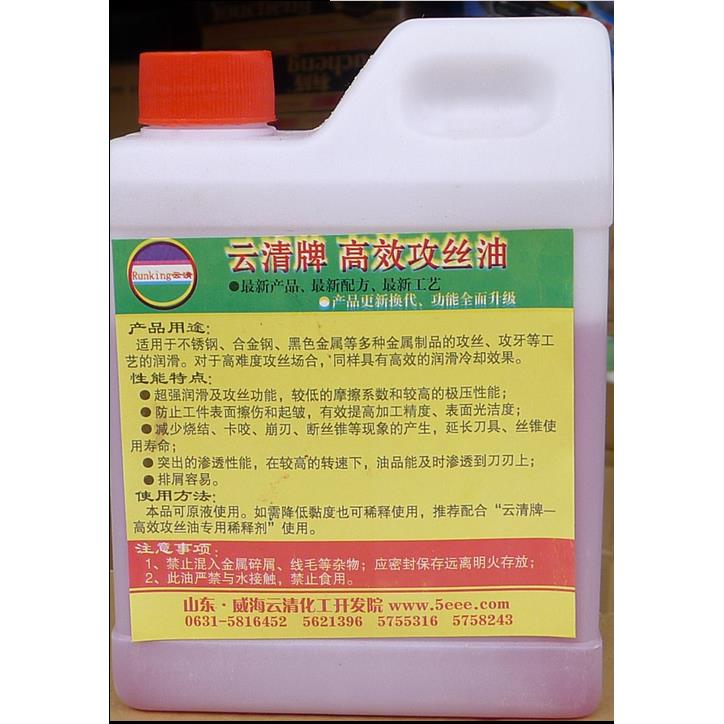 Runking云清
云清牌 高效攻丝油
●最新产品、最新配方、最新工艺
●产品更新换代、功能全面升级
产品用途：
适用于不锈钢、合金钢、黑色金属等多种金属制品的攻丝、攻牙等工
艺的润滑。对于高难度攻丝场合，同样具有高效的润滑冷却效果。
性能特点：
●超强润滑及攻丝功能，较低的摩擦系数和较高的极压性能；
●防止工件表面擦伤和起皱，有效提高加工精度、表面光洁度；
●减少烧结、卡咬、崩刃、断丝锥等现象的产生，延长刀具、丝锥使
用寿命；
●突出的渗透性能，在较高的转速下，油品能及时渗透到刀刃上；
●排屑容易。
使用方法：
本品可原液使用。如需降低黏度也可稀释使用，推荐配合“云清牌—
高效攻丝油专用稀释剂”使用。
注意事项：
1、禁止混入金属碎屑、线毛等杂物；应密封保存远离明火存放；
2、此油严禁与水接触，禁止食用。
山东·威海云清化工开发院 www.5eee.com
0631-5816452 5621396 5755316 5758243